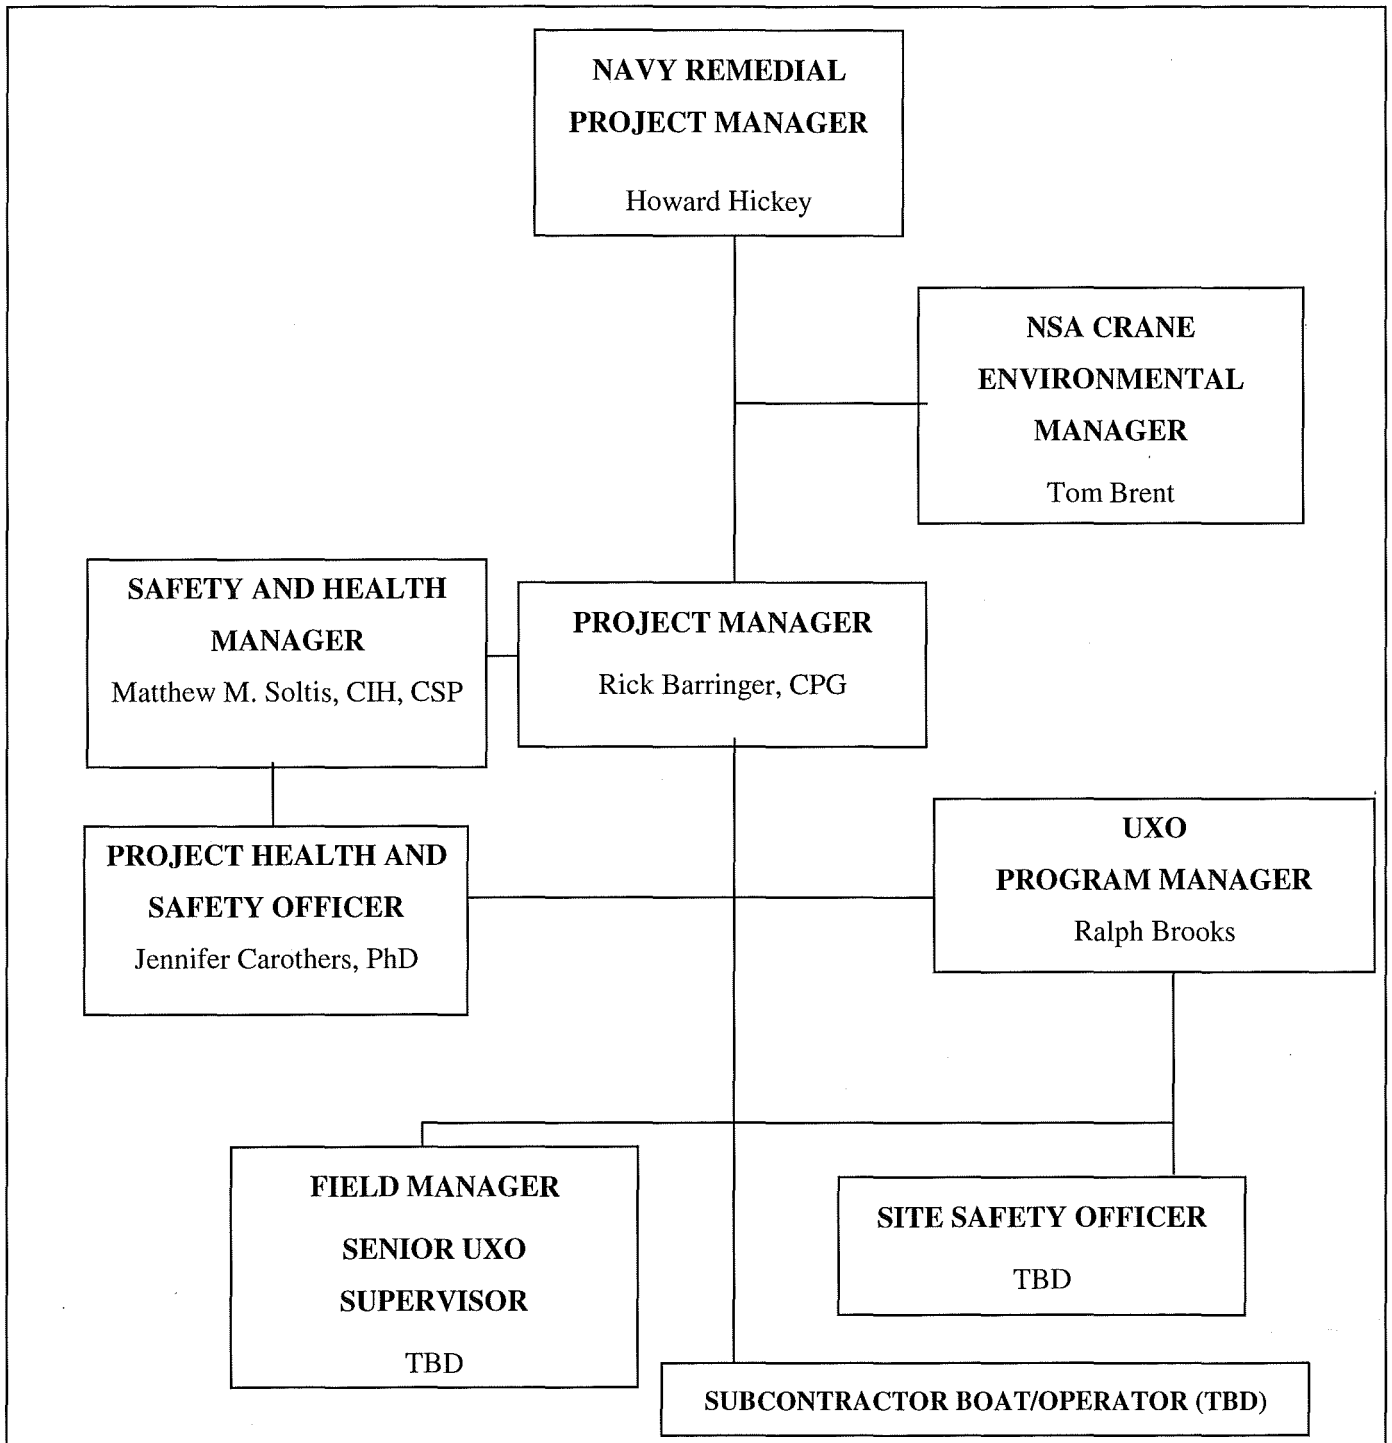 NAVY REMEDIAL
PROJECT MANAGER
Howard Hickey
NSA CRANE
ENVIRONMENTAL
MANAGER
Tom Brent
SAFETY AND HEALTH
MANAGER
Matthew M. Soltis, CIH, CSP
PROJECT MANAGER
Rick Barringer, CPG
PROJECT HEALTH AND
SAFETY OFFICER
Jennifer Carothers, PhD
UXO
PROGRAM MANAGER
Ralph Brooks
FIELD MANAGER
SENIOR UXO
SUPERVISOR
TBD
SITE SAFETY OFFICER
TBD
SUBCONTRACTOR BOAT/OPERATOR (TBD)